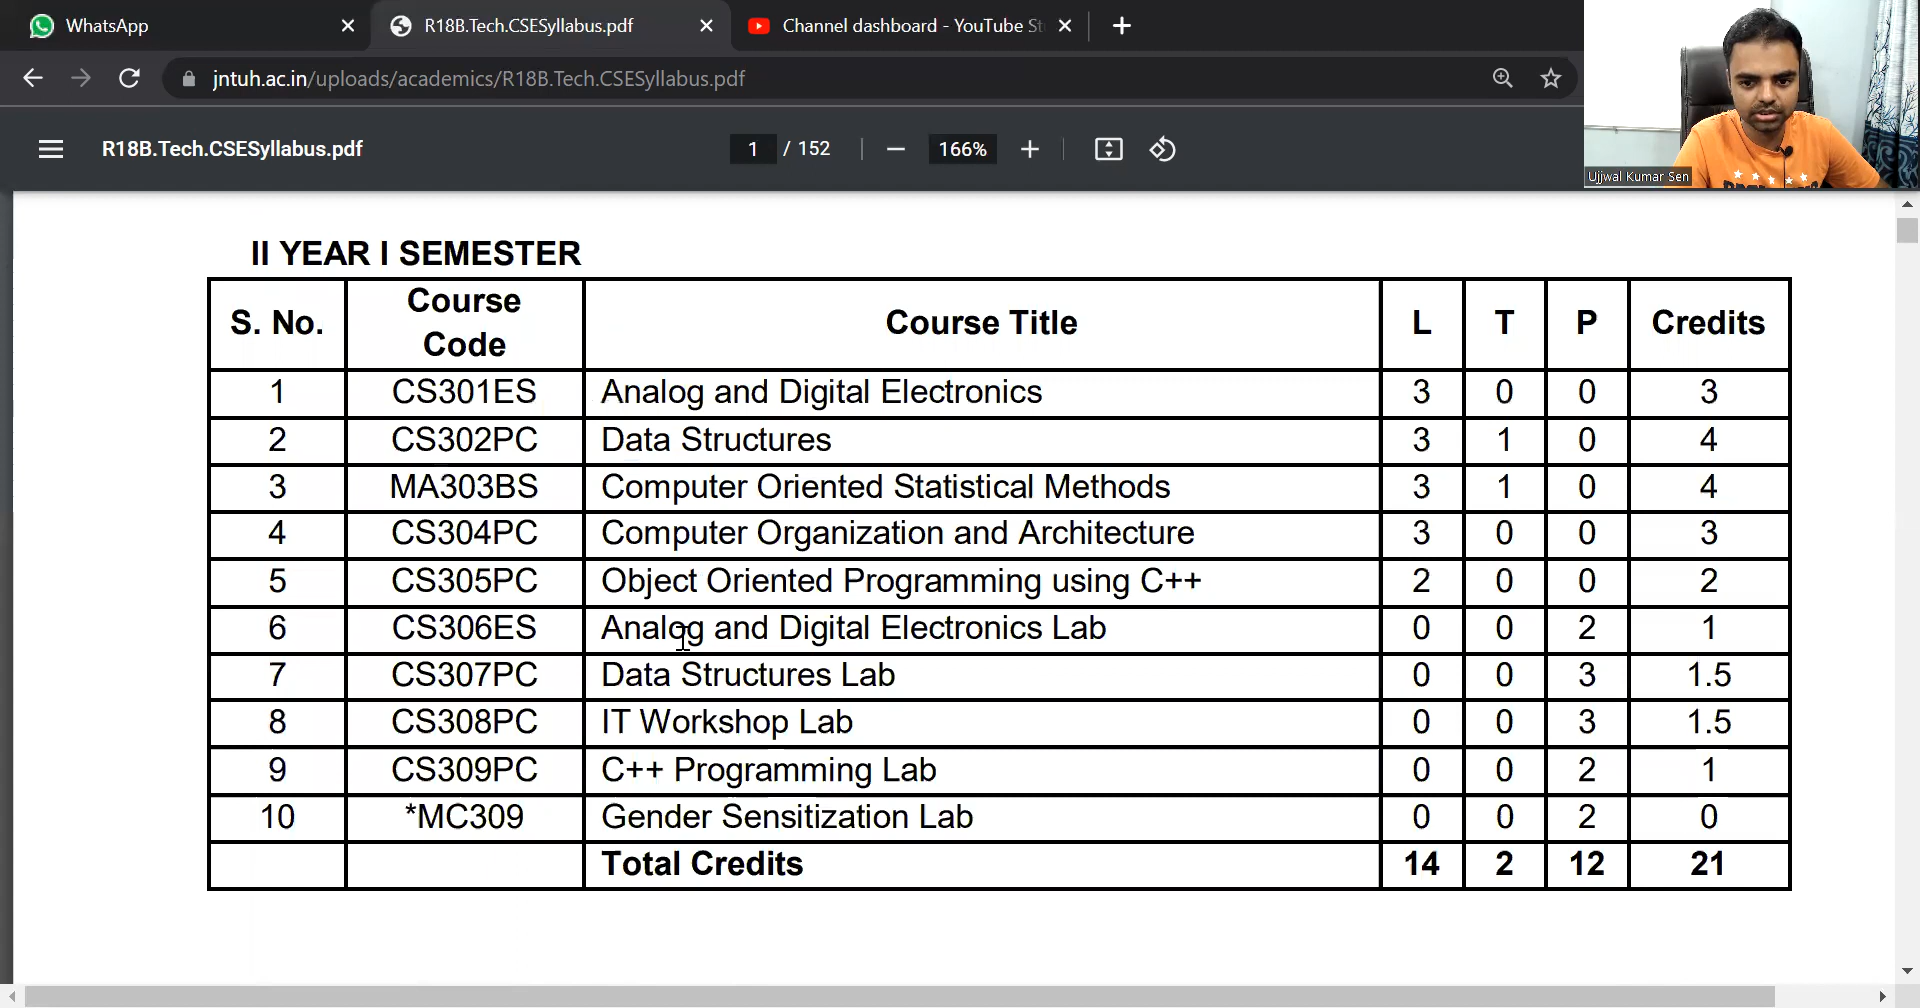 WhatsApp
R18B.Tech.CSESyllabus.pdf
Channel dashboard - YouTube St
jntuh.ac.in/uploads/academics/R18B.Tech.CSESyllabus.pdf
R18B.Tech.CSESyllabus.pdf
1 / 152
166%
Ujjwal Kumar Sen
II YEAR I SEMESTER
S. No. Course Code Course Title L T P Credits
1 CS301ES Analog and Digital Electronics 3 0 0 3
2 CS302PC Data Structures 3 1 0 4
3 MA303BS Computer Oriented Statistical Methods 3 1 0 4
4 CS304PC Computer Organization and Architecture 3 0 0 3
5 CS305PC Object Oriented Programming using C++ 2 0 0 2
6 CS306ES Analog and Digital Electronics Lab 0 0 2 1
7 CS307PC Data Structures Lab 0 0 3 1.5
8 CS308PC IT Workshop Lab 0 0 3 1.5
9 CS309PC C++ Programming Lab 0 0 2 1
10 *MC309 Gender Sensitization Lab 0 0 2 0
Total Credits 14 2 12 21